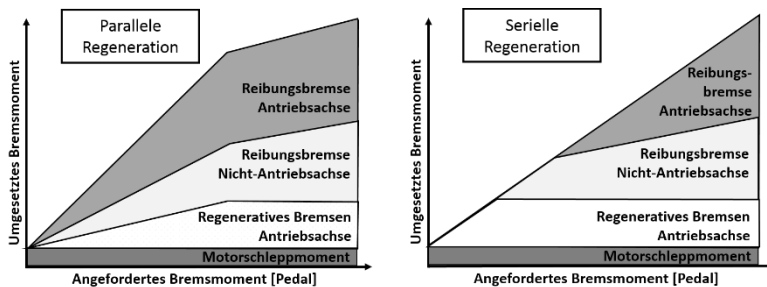 Parallele
Regeneration
Umgesetztes Bremsmoment
Reibungsbremse
Antriebsachse
Reibungsbremse
Nicht-Antriebsachse
Regeneratives Bremsen
Antriebsachse
Motorschleppmoment
Angefordertes Bremsmoment [Pedal]
Serielle
Regeneration
Umgesetztes Bremsmoment
Reibungs-
bremse
Antriebsachse
Reibungsbremse
Nicht-Antriebsachse
Regeneratives Bremsen
Antriebsachse
Motorschleppmoment
Angefordertes Bremsmoment [Pedal]